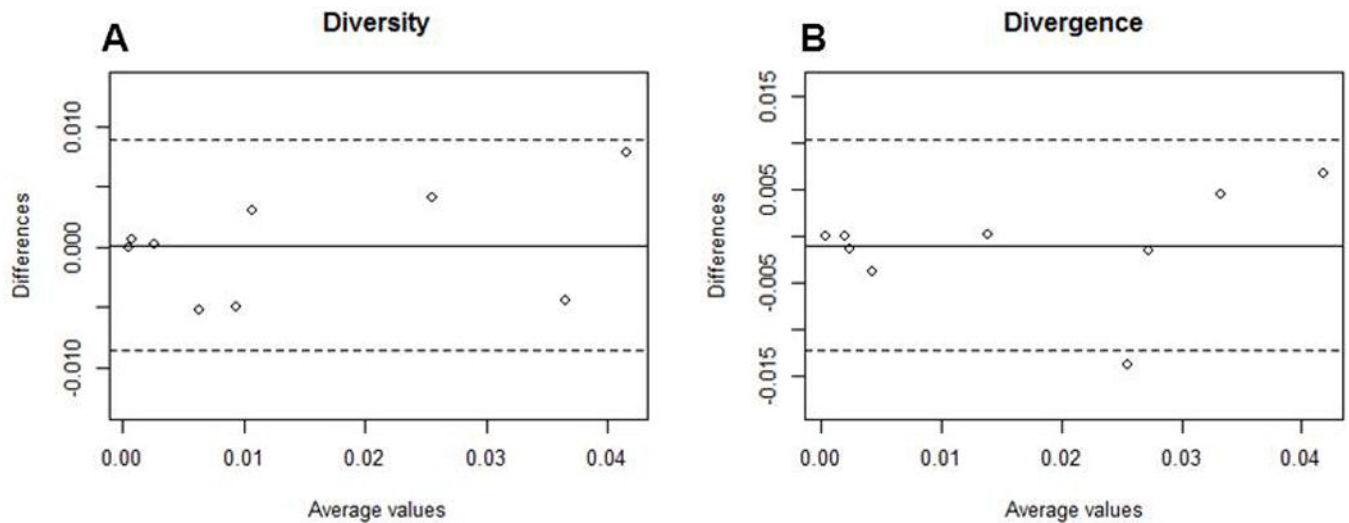 A
Diversity
Differences
0.010
0.000
-0.010
0.00 0.01 0.02 0.03 0.04
Average values
B
Divergence
Differences
0.015
0.005
-0.005
-0.015
0.00 0.01 0.02 0.03 0.04
Average values